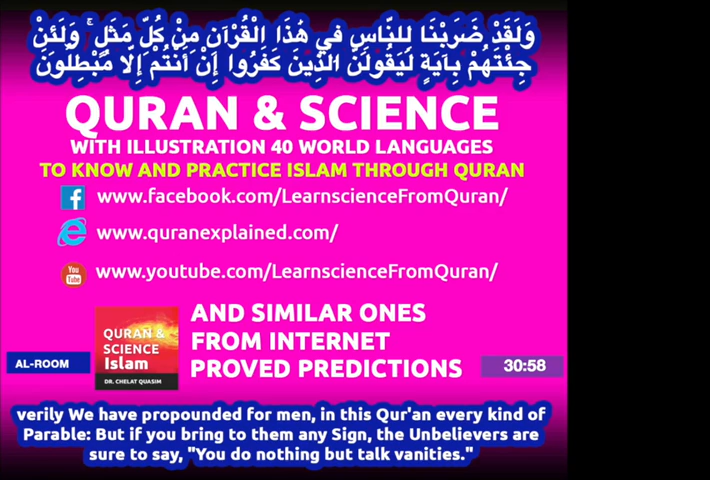 وَلَقَدْ ضَرَبْنَا لِلنَّاسِ فِي هَٰذَا الْقُرْآنِ مِنْ كُلِّ مَثَلٍ ۚ وَلَئِنْ
جِئْتَهُمْ بِآيَةٍ لَيَقُولَنَّ الَّذِينَ كَفَرُوا إِنْ أَنْتُمْ إِلَّا مُبْطِلُونَ
QURAN & SCIENCE
WITH ILLUSTRATION 40 WORLD LANGUAGES
TO KNOW AND PRACTICE ISLAM THROUGH QURAN
www.facebook.com/LearnscienceFromQuran/
www.quranexplained.com/
You
Tube
www.youtube.com/LearnscienceFromQuran/
AND SIMILAR ONES
FROM INTERNET
PROVED PREDICTIONS
QURAN &
SCIENCE
Islam
DR. CHELAT QUASIM
AL-ROOM
30:58
verily We have propounded for men, in this Qur'an every kind of
Parable: But if you bring to them any Sign, the Unbelievers are
sure to say, "You do nothing but talk vanities."